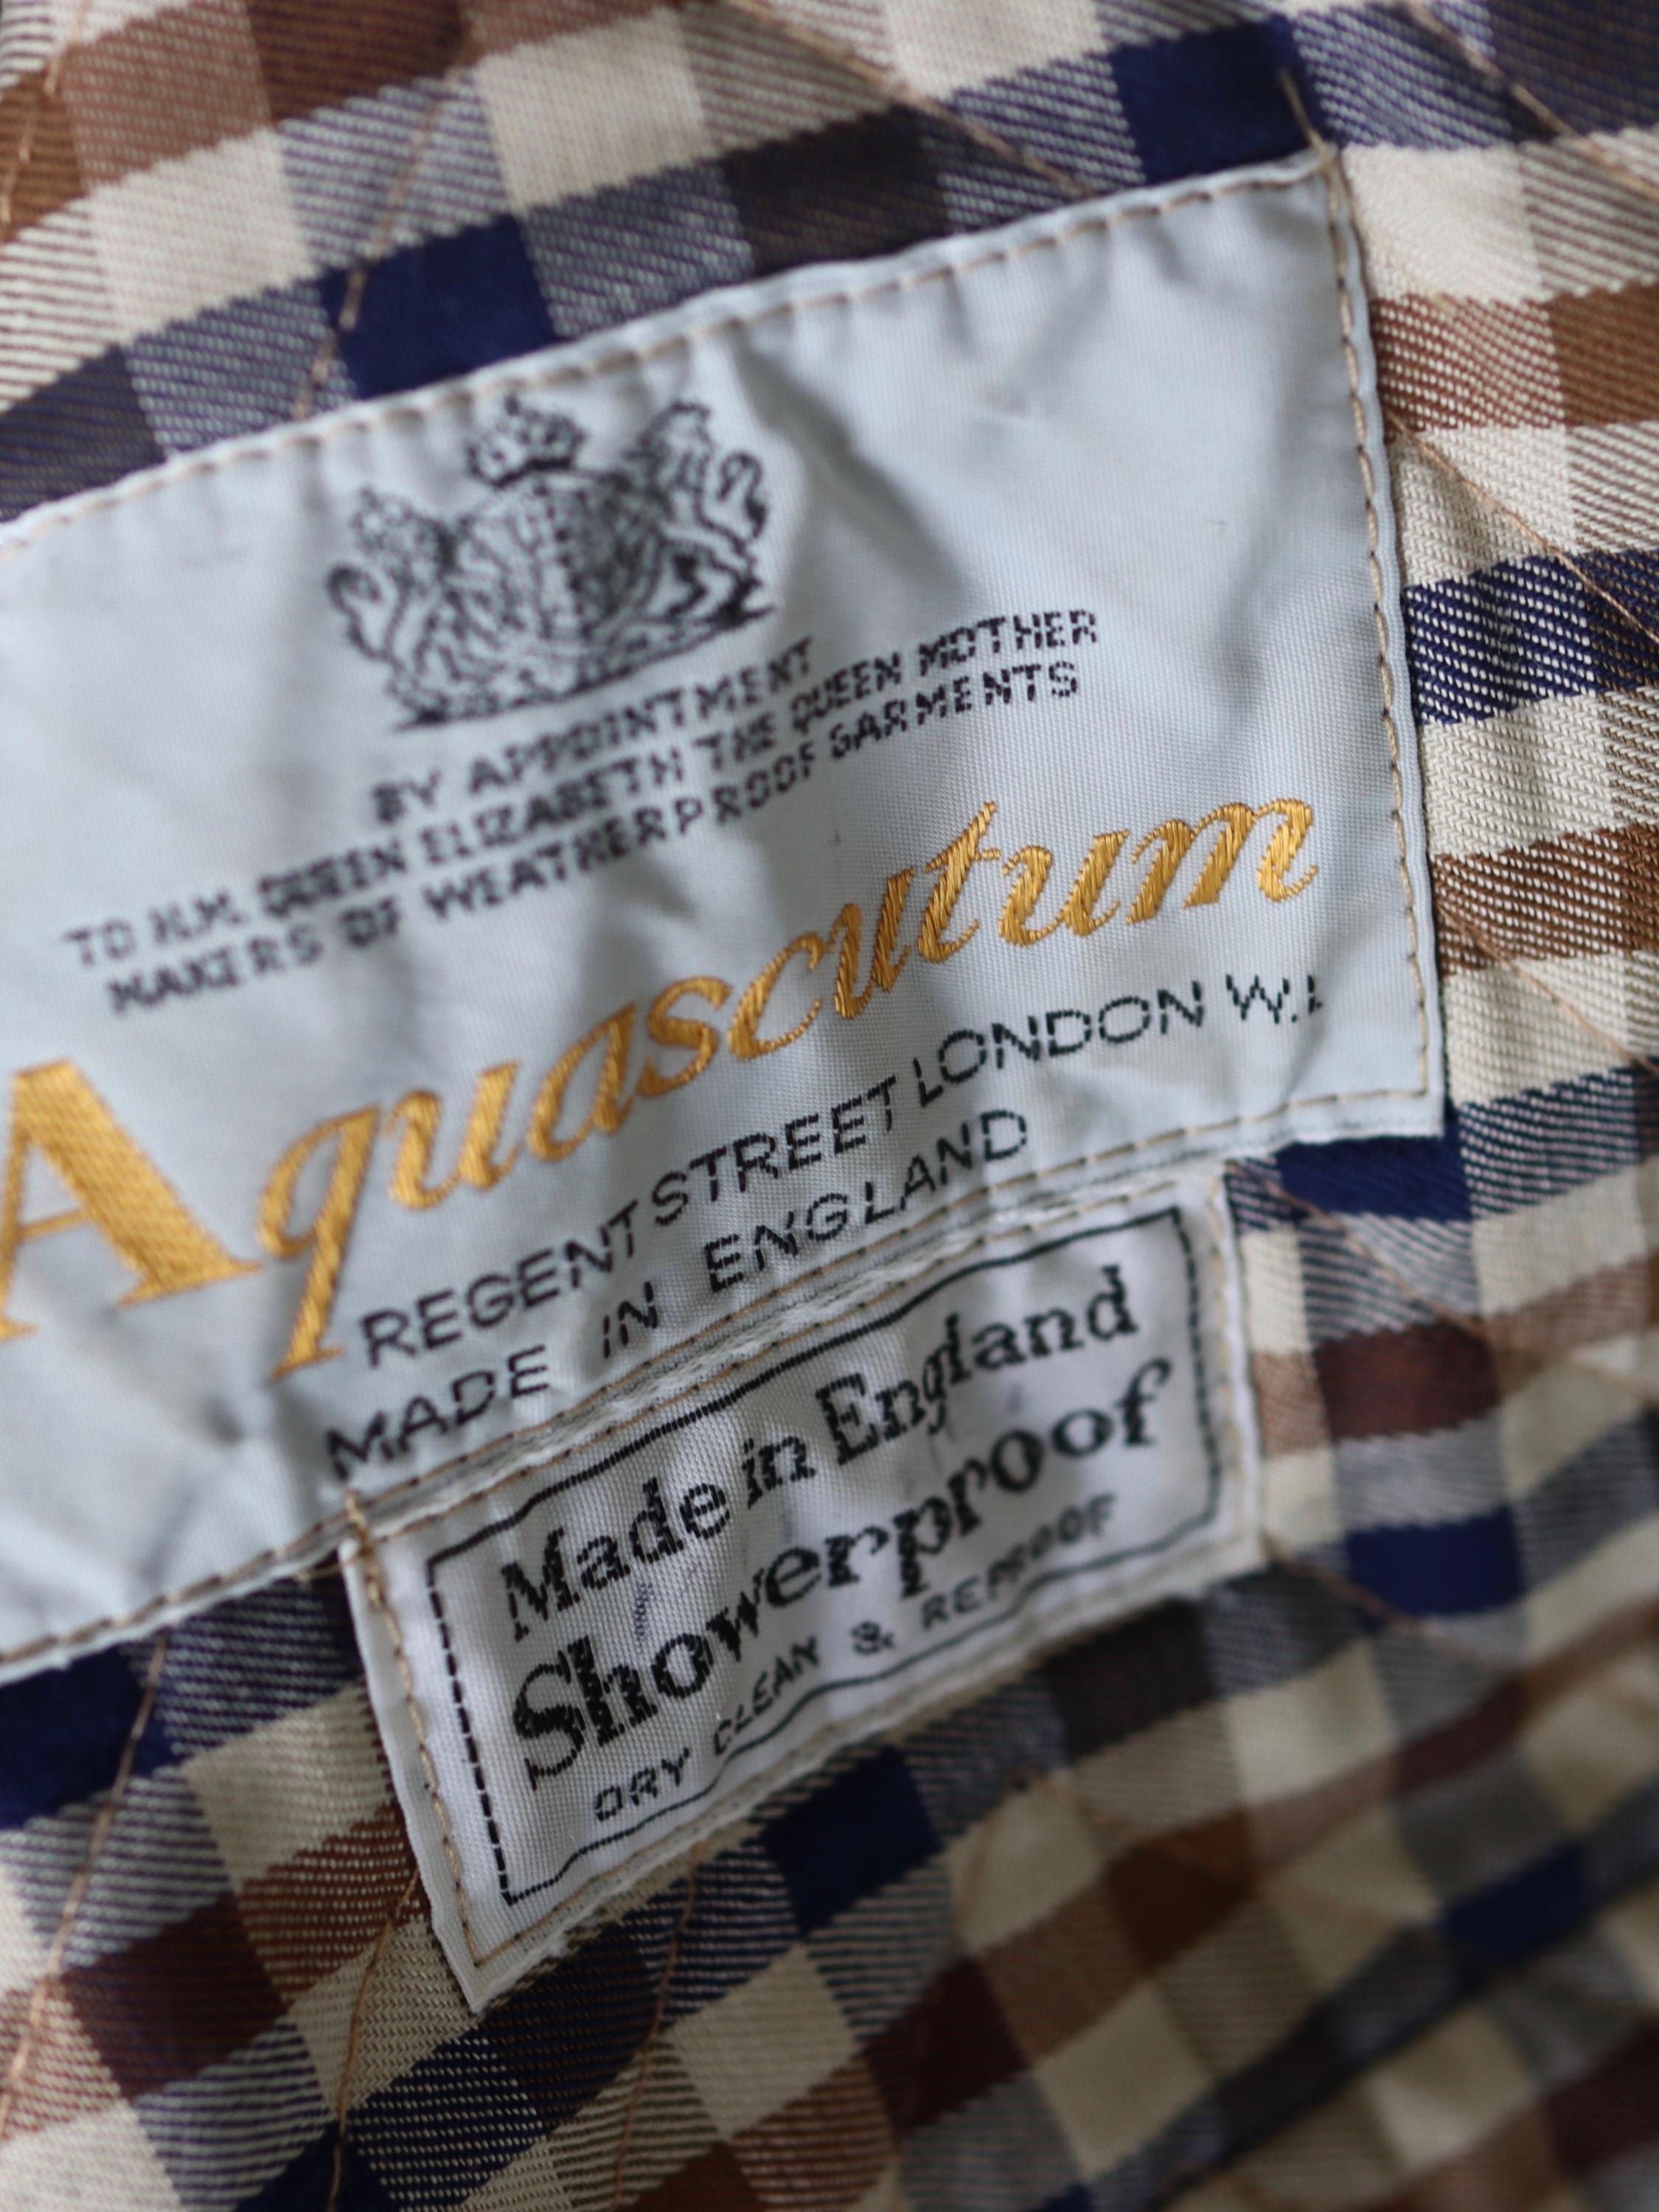 BY APPOINTMENT
TO H.M. QUEEN ELIZABETH THE QUEEN MOTHER
MAKERS OF WEATHERPROOF GARMENTS
Aquascutum
REGENT STREET LONDON W.1
MADE IN ENGLAND
Made in England
Showerproof
DRY CLEAN & REPROOF